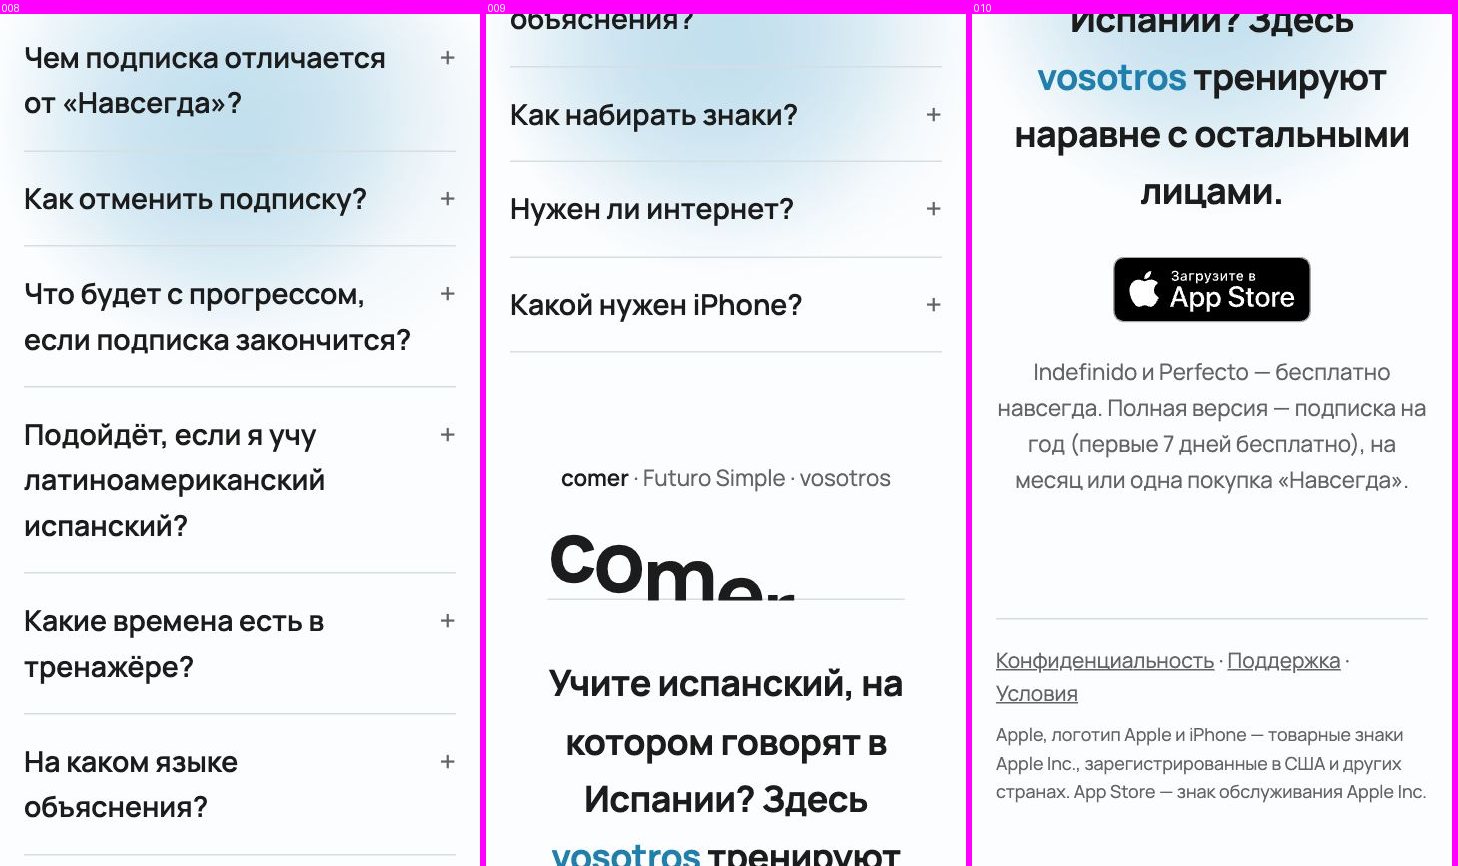 008
Чем подписка отличается
от «Навсегда»?
+
Как отменить подписку?
+
Что будет с прогрессом,
если подписка закончится?
+
Подойдёт, если я учу
латиноамериканский
испанский?
+
Какие времена есть в
тренажёре?
+
На каком языке
объяснения?
+
009
объяснения?
Как набирать знаки?
+
Нужен ли интернет?
+
Какой нужен iPhone?
+
comer · Futuro Simple · vosotros
comer
Учите испанский, на
котором говорят в
Испании? Здесь
vosotros тренируют
010
Испании? Здесь
vosotros тренируют
наравне с остальными
лицами.
Загрузите в
App Store
Indefinido и Perfecto — бесплатно
навсегда. Полная версия — подписка на
год (первые 7 дней бесплатно), на
месяц или одна покупка «Навсегда».
Конфиденциальность · Поддержка ·
Условия
Apple, логотип Apple и iPhone — товарные знаки
Apple Inc., зарегистрированные в США и других
странах. App Store — знак обслуживания Apple Inc.